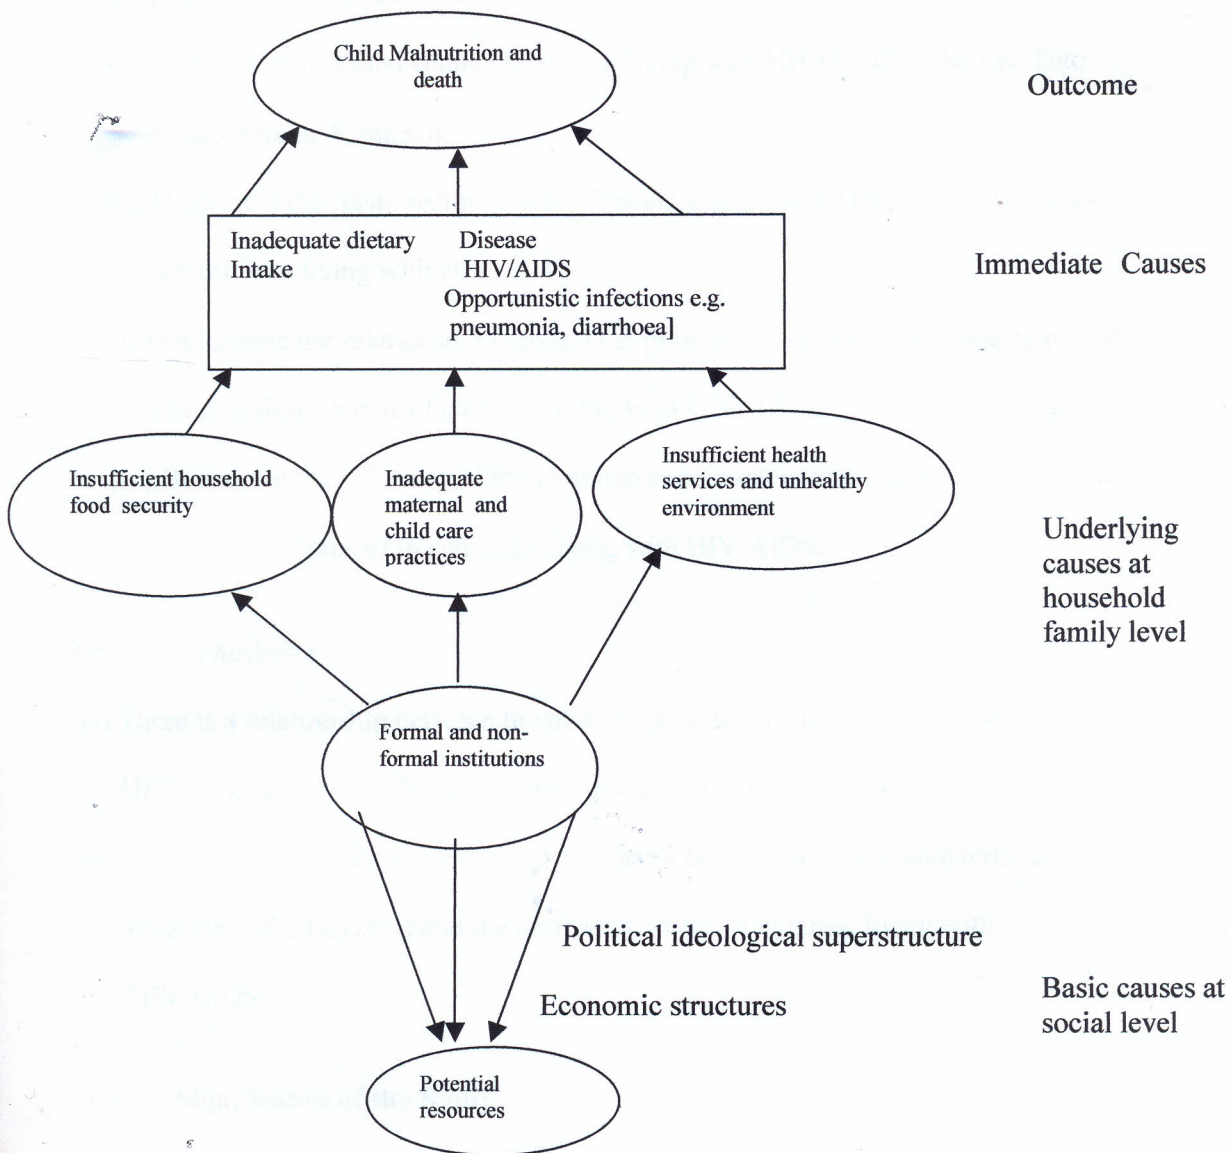 Child Malnutrition and
death
Outcome
Inadequate dietary Disease
Intake HIV/AIDS
Opportunistic infections e.g.
pneumonia, diarrhoea]
Immediate Causes
Insufficient household
food security
Inadequate
maternal and
child care
practices
Insufficient health
services and unhealthy
environment
Underlying
causes at
household
family level
Formal and non-
formal institutions
Political ideological superstructure
Economic structures
Basic causes at
social level
Potential
resources